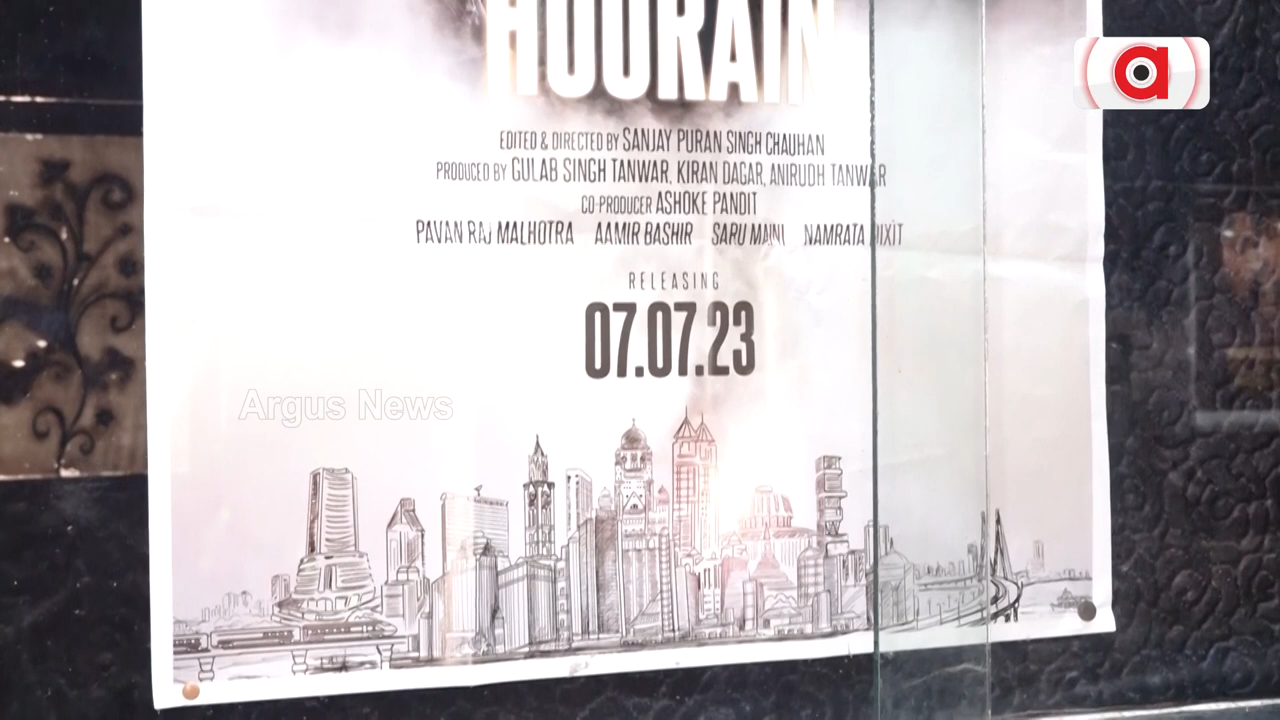 HOORAIN
EDITED & DIRECTED BY SANJAY PURAN SINGH CHAUHAN
PRODUCED BY GULAB SINGH TANWAR, KIRAN DAGAR, ANIRUDH TANWAR
CO-PRODUCER ASHOKE PANDIT
PAVAN RAJ MALHOTRA AAMIR BASHIR SARU MAINI NAMRATA DIXIT
RELEASING
07.07.23
Argus News
a